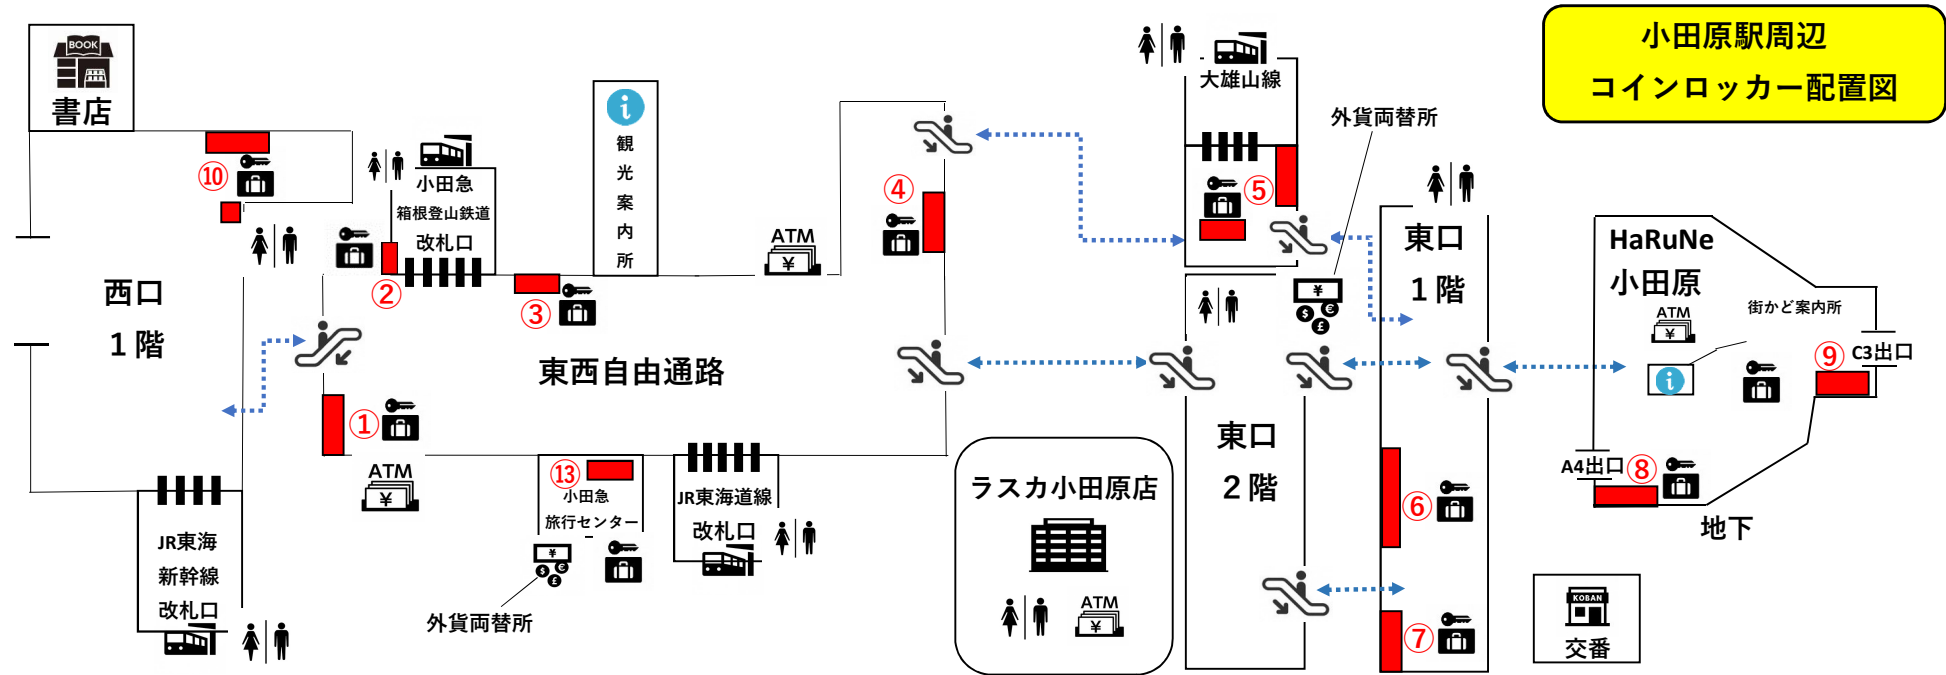 小田原駅周辺
コインロッカー配置図
BOOK
書店
⑩
西口
1階
JR東海
新幹線
改札口
小田急
箱根登山鉄道
改札口
②
③
i
観光案内所
ATM
¥
④
東西自由通路
①
ATM
¥
⑬
小田急
旅行センター
¥
$
€
£
外貨両替所
JR東海道線
改札口
大雄山線
⑤
外貨両替所
¥
$
€
£
東口
2階
ラスカ小田原店
ATM
¥
東口
1階
⑥
⑦
HaRuNe
小田原
ATM
¥
街かど案内所
i
⑨
C3出口
A4出口
⑧
地下
KOBAN
交番